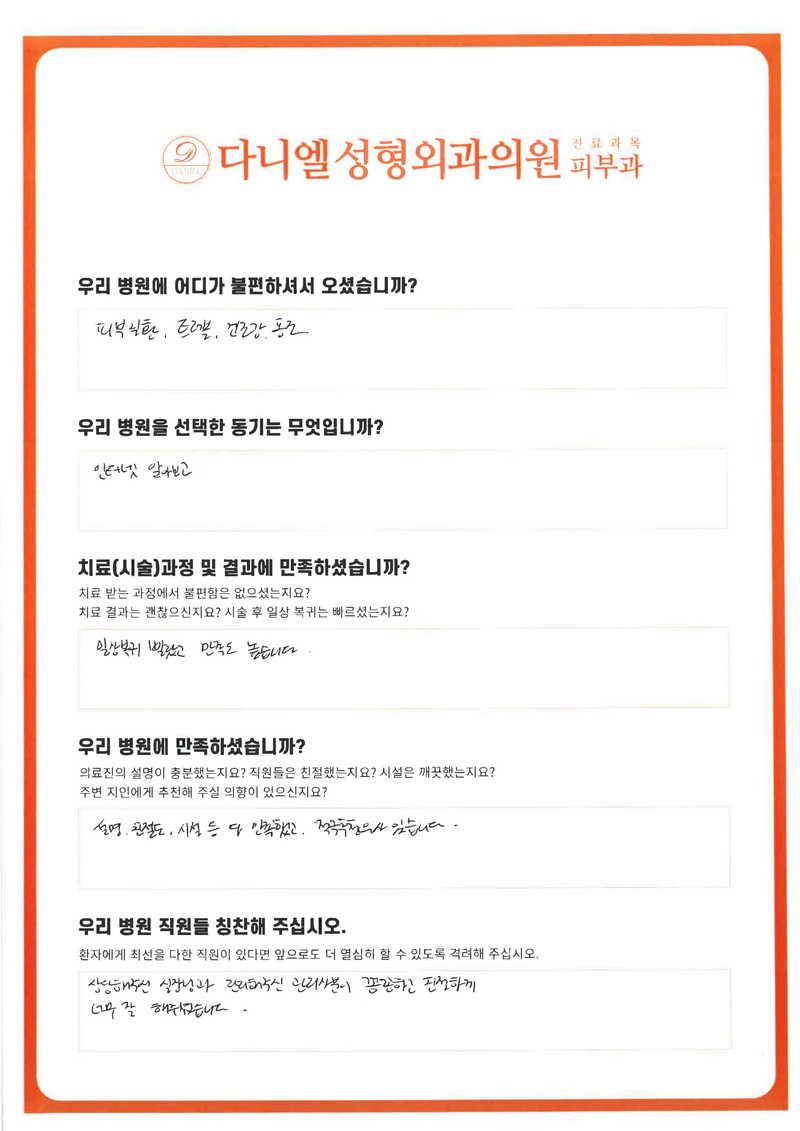 다니엘성형외과의원 진료과목 피부과
우리 병원에 어디가 불편하셔서 오셨습니까?
피부질환, 트러블, 건조감, 홍조
우리 병원을 선택한 동기는 무엇입니까?
인터넷 알아보고
치료(시술)과정 및 결과에 만족하셨습니까?
치료 받는 과정에서 불편함은 없으셨는지요?
치료 결과는 괜찮으신지요? 시술 후 일상 복귀는 빠르셨는지요?
일상복귀 빨랐고 만족도 높습니다.
우리 병원에 만족하셨습니까?
의료진의 설명이 충분했는지요? 직원들은 친절했는지요? 시설은 깨끗했는지요?
주변 지인에게 추천해 주실 의향이 있으신지요?
설명, 친절도, 시설 등 다 만족했고, 적극추천의사 있습니다.
우리 병원 직원들 칭찬해 주십시오.
환자에게 최선을 다한 직원이 있다면 앞으로도 더 열심히 할 수 있도록 격려해 주십시오.
상담해주신 실장님과 관리해주신 관리사분이 꼼꼼하고 친절하게
너무 잘 해주셨습니다.